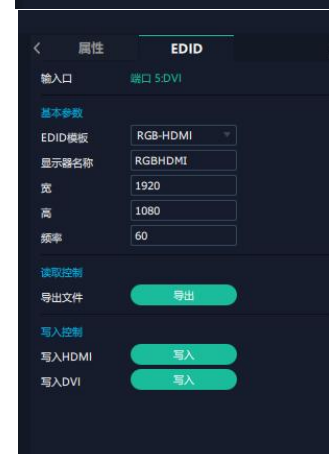 属性 EDID
输入口 端口 5:DVI
基本参数
EDID模板 RGB-HDMI
显示器名称 RGBHDMI
宽 1920
高 1080
频率 60
读取控制
导出文件 导出
写入控制
写入HDMI 写入
写入DVI 写入